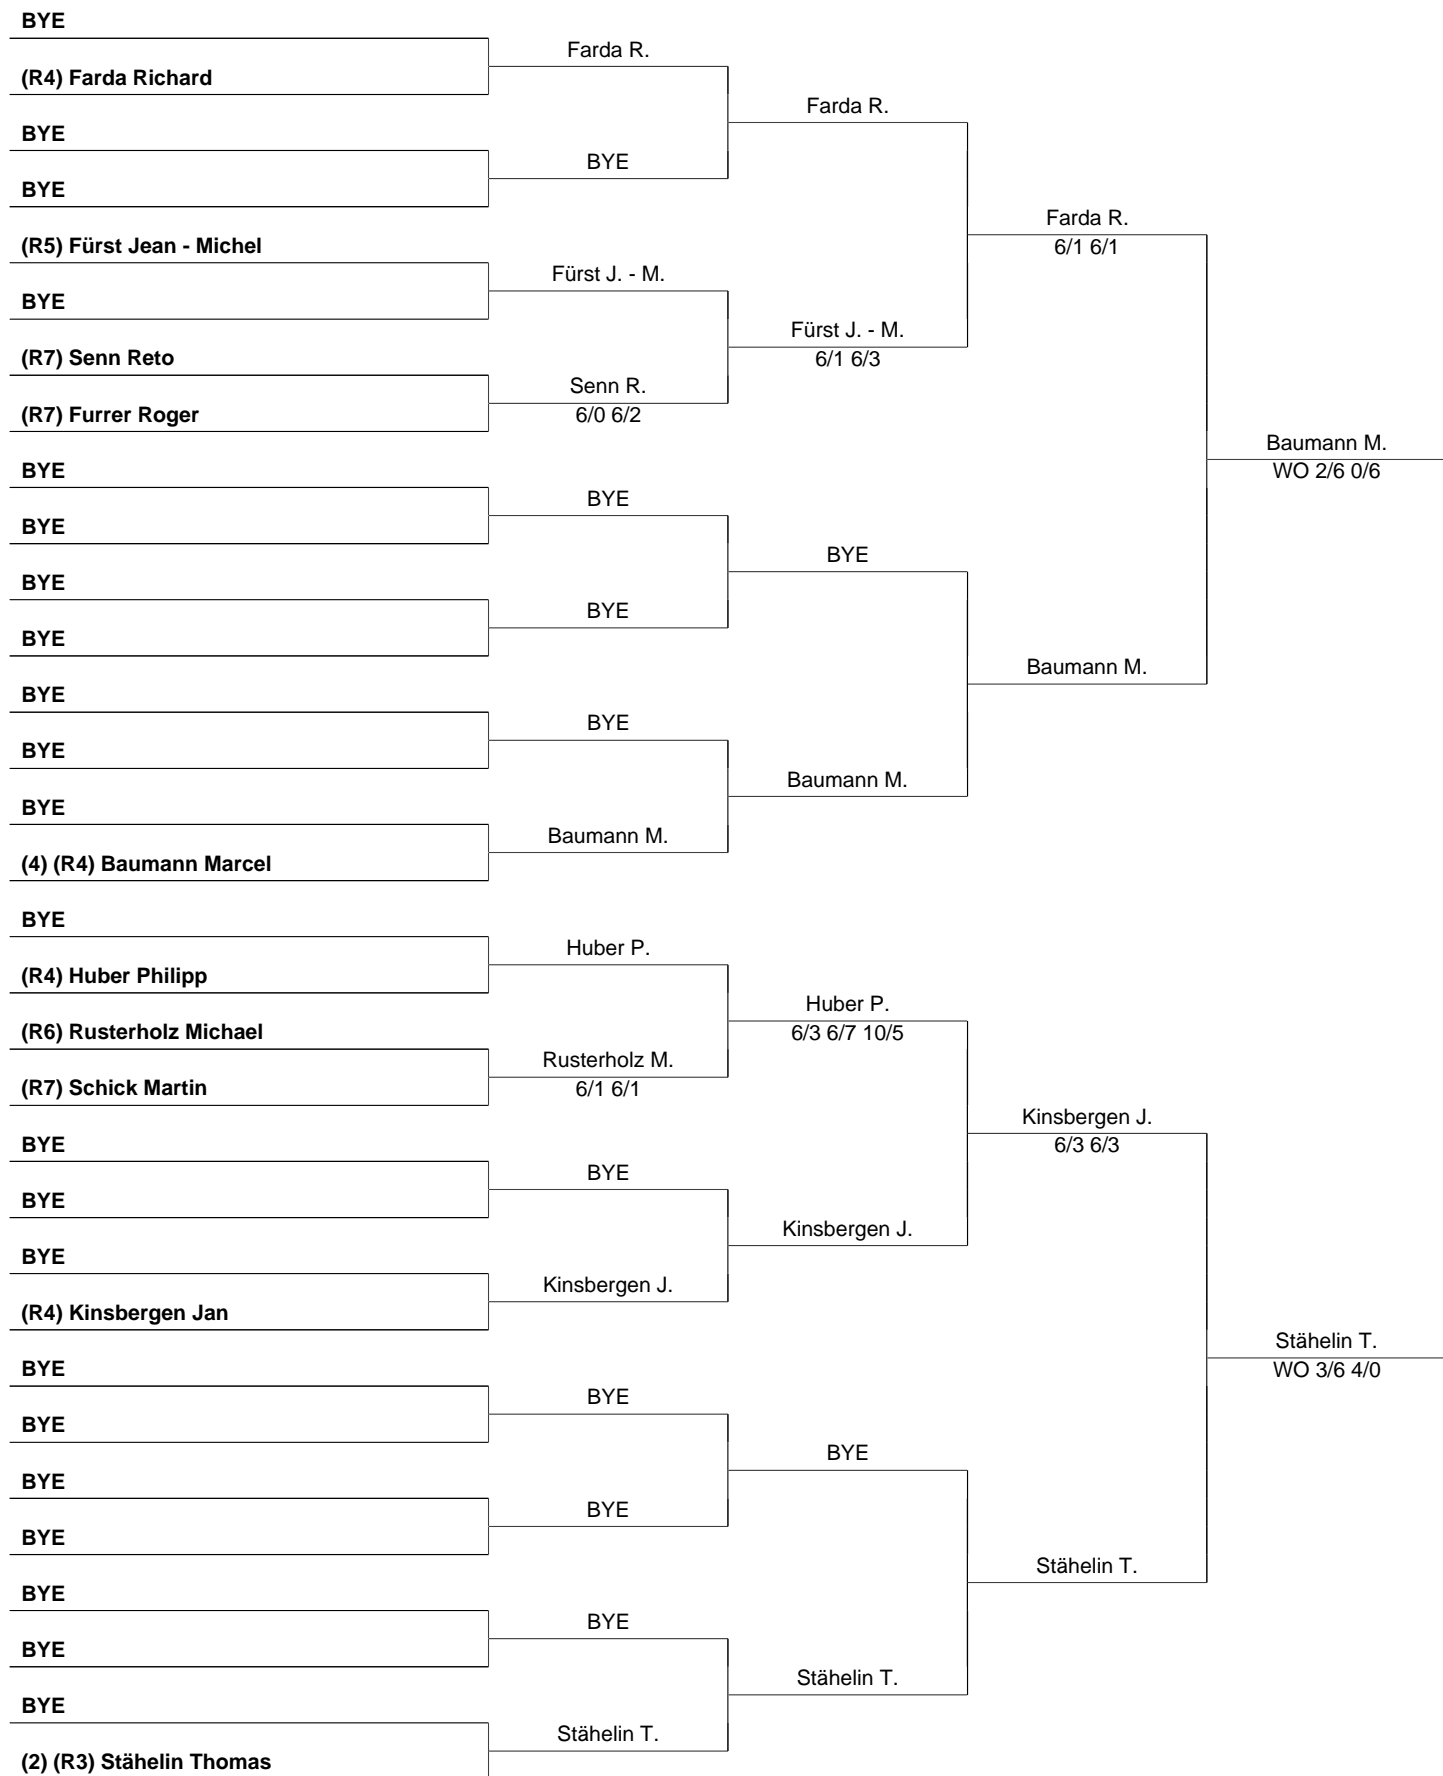 BYE
Farda R.
(R4) Farda Richard
Farda R.
BYE
BYE
BYE
Farda R.
(R5) Fürst Jean - Michel
6/1 6/1
Fürst J. - M.
BYE
Fürst J. - M.
(R7) Senn Reto
6/1 6/3
Senn R.
(R7) Furrer Roger
6/0 6/2
Baumann M.
BYE
WO 2/6 0/6
BYE
BYE
BYE
BYE
BYE
BYE
Baumann M.
BYE
BYE
BYE
Baumann M.
BYE
Baumann M.
(4) (R4) Baumann Marcel
BYE
Huber P.
(R4) Huber Philipp
Huber P.
(R6) Rusterholz Michael
6/3 6/7 10/5
Rusterholz M.
(R7) Schick Martin
6/1 6/1
Kinsbergen J.
BYE
6/3 6/3
BYE
BYE
Kinsbergen J.
BYE
Kinsbergen J.
(R4) Kinsbergen Jan
Stähelin T.
BYE
WO 3/6 4/0
BYE
BYE
BYE
BYE
BYE
BYE
Stähelin T.
BYE
BYE
BYE
Stähelin T.
BYE
Stähelin T.
(2) (R3) Stähelin Thomas